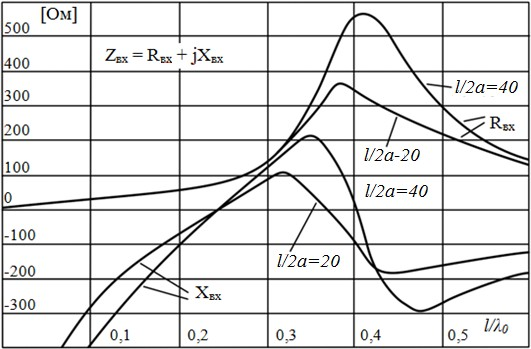 [Ом]
500
Zвх = Rвх + jXвх
400
l/2a=40
300
Rвх
200
l/2a-20
100
l/2a=40
0
-100
l/2a=20
-200
Xвх
-300
0,1 0,2 0,3 0,4 0,5 l/λ0